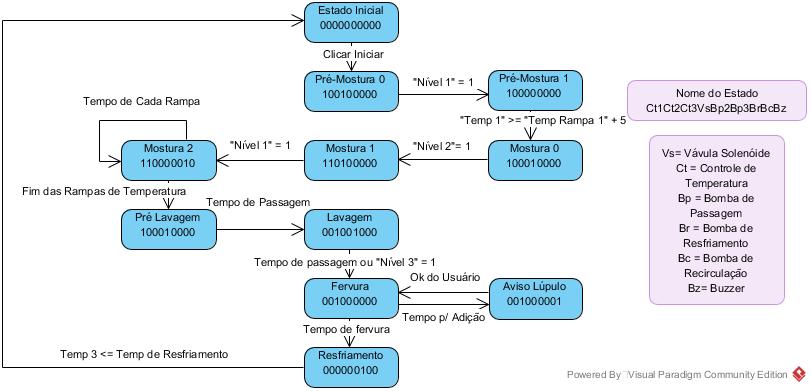 Estado Inicial
0000000000
Clicar Iniciar
Pré-Mostura 0
100100000
"Nível 1" = 1
Pré-Mostura 1
100000000
"Temp 1" >= "Temp Rampa 1" + 5
Nome do Estado
Ct1Ct2Ct3VsBp2Bp3BrBcBz
Tempo de Cada Rampa
Mostura 2
110000010
"Nível 1" = 1
Mostura 1
110100000
"Nível 2"= 1
Mostura 0
100010000
Vs= Vávula Solenóide
Ct = Controle de
Temperatura
Bp = Bomba de
Passagem
Br = Bomba de
Resfriamento
Bc = Bomba de
Recirculação
Bz= Buzzer
Fim das Rampas de Temperatura
Pré Lavagem
100010000
Tempo de Passagem
Lavagem
001001000
Tempo de passagem ou "Nível 3" = 1
Fervura
001000000
Ok do Usuário
Aviso Lúpulo
001000001
Tempo p/ Adição
Tempo de fervura
Resfriamento
000000100
Temp 3 <= Temp de Resfriamento
Powered By Visual Paradigm Community Edition